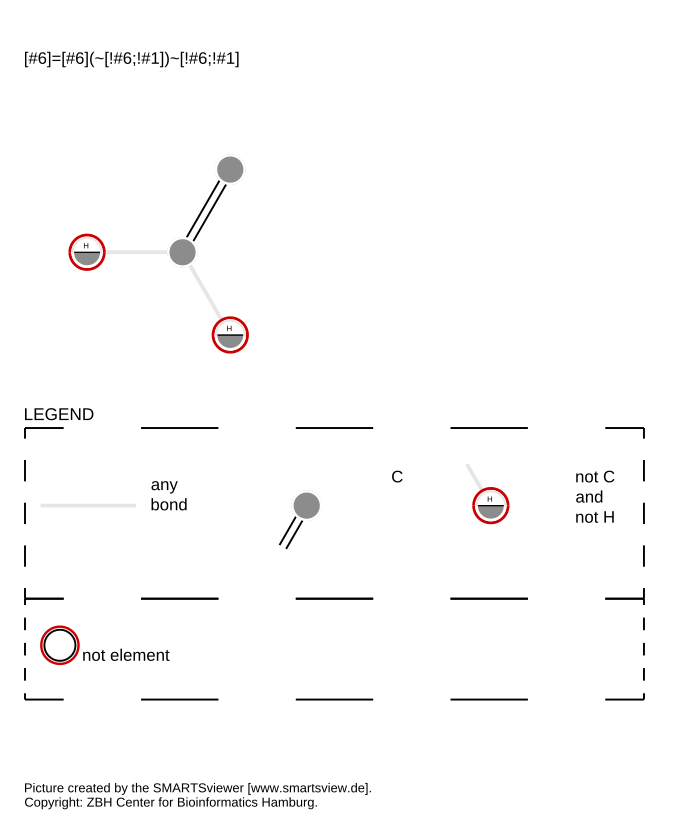 [#6]=[#6](~[!#6;!#1])~[!#6;!#1]
H
H
LEGEND
any
bond
C
H
not C
and
not H
not element
Picture created by the SMARTSviewer [www.smartsview.de].
Copyright: ZBH Center for Bioinformatics Hamburg.